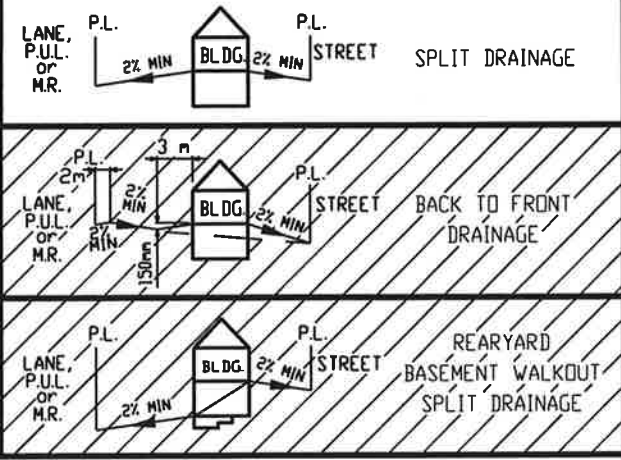 LANE,
P.U.L.
or
M.R.
P.L.
2% MIN
BLDG.
2% MIN
P.L.
STREET
SPLIT DRAINAGE
P.L.
2m
3 m
LANE,
P.U.L.
or
M.R.
2% MIN
2% MIN
150mm
BLDG.
2% MIN
P.L.
STREET
BACK TO FRONT
DRAINAGE
P.L.
LANE,
P.U.L.
or
M.R.
2% MIN
BLDG.
2% MIN
P.L.
STREET
REARYARD
BASEMENT WALKOUT
SPLIT DRAINAGE